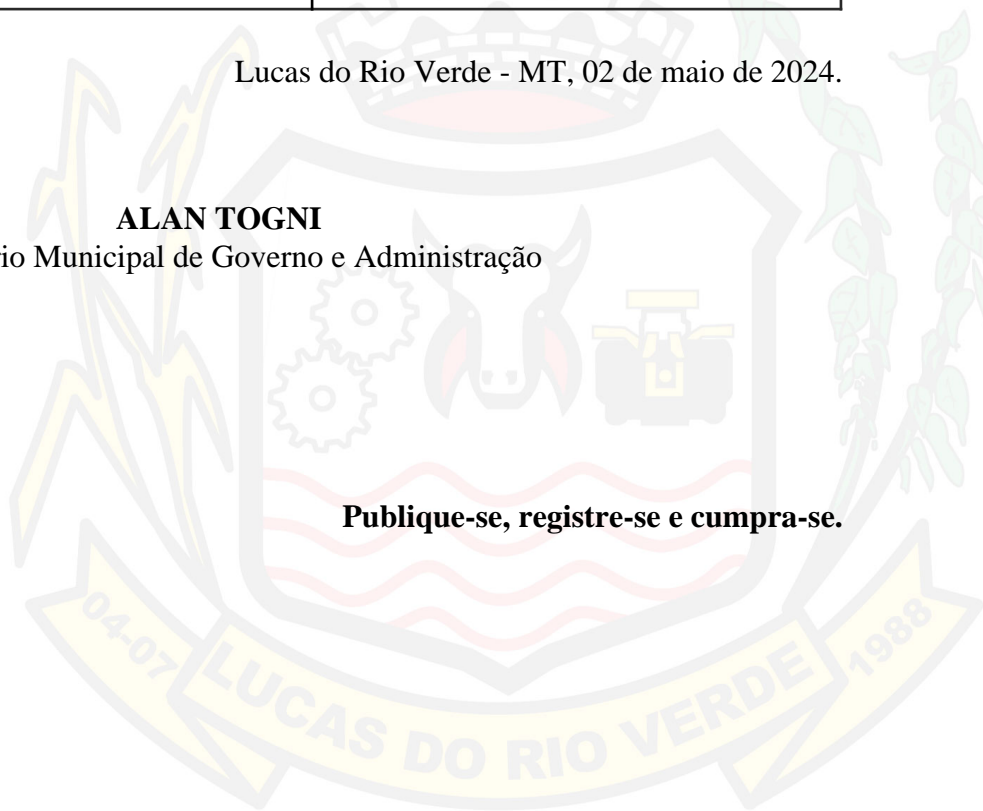 Lucas do Rio Verde - MT, 02 de maio de 2024.
ALAN TOGNI
rio Municipal de Governo e Administração
Publique-se, registre-se e cumpra-se.
04-07
LUCAS DO RIO VERDE
1988